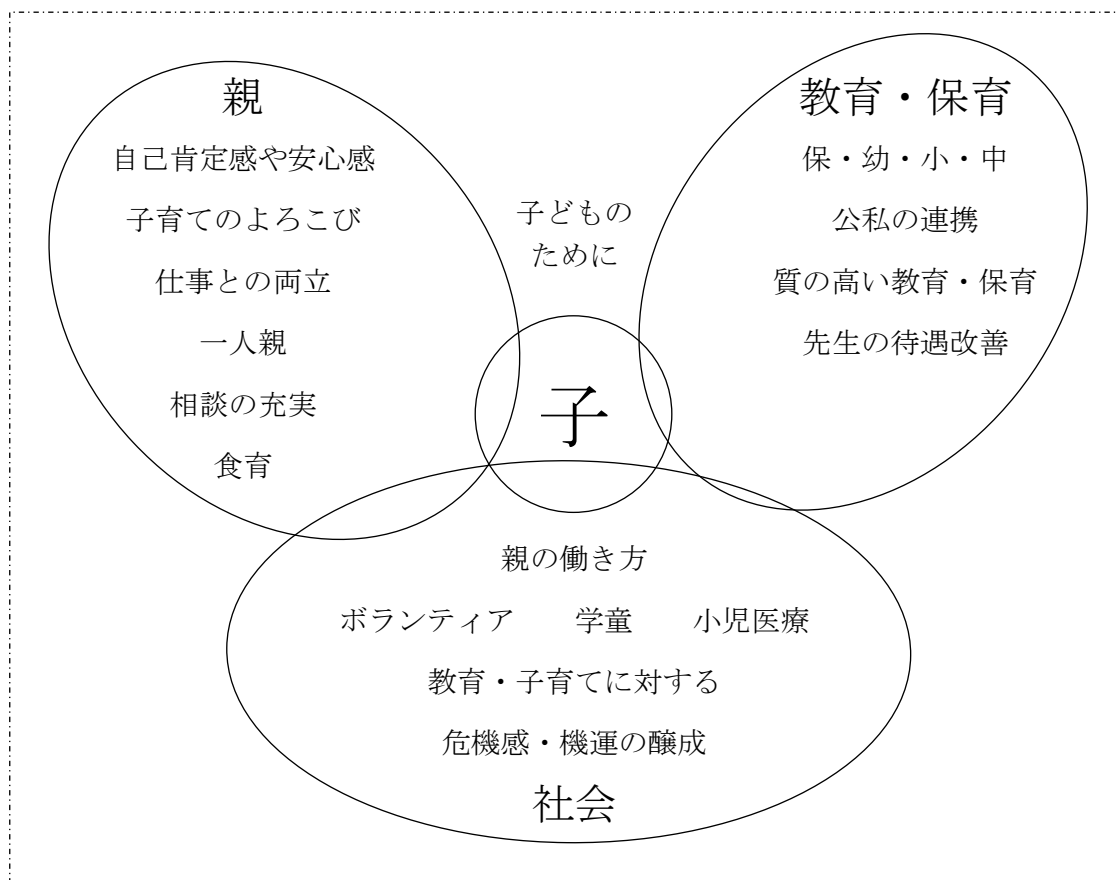 親
自己肯定感や安心感
子育てのよろこび
仕事との両立
一人親
相談の充実
食育
子どもの
ために
教育・保育
保・幼・小・中
公私の連携
質の高い教育・保育
先生の待遇改善
子
親の働き方
ボランティア　　学童　　小児医療
教育・子育てに対する
危機感・機運の醸成
社会